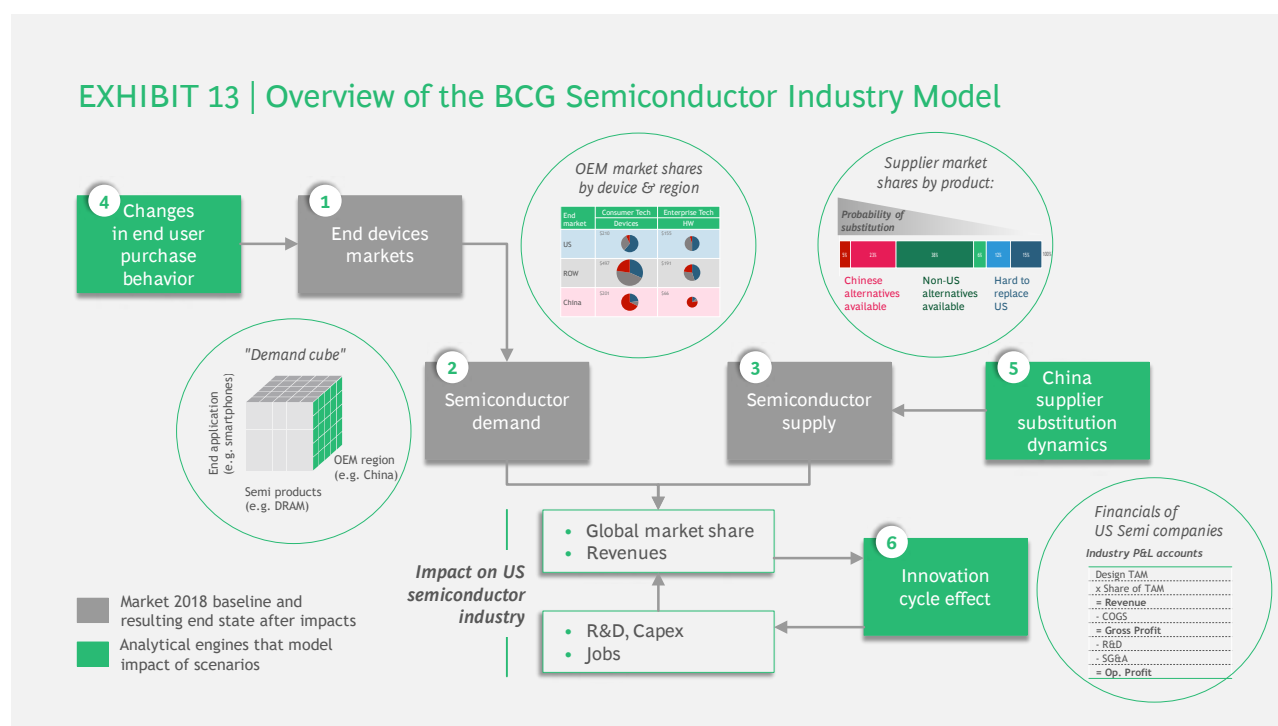 EXHIBIT 13 | Overview of the BCG Semiconductor Industry Model
4
Changes
in end user
purchase
behavior
1
End devices
markets
OEM market shares
by device & region
End
market
Consumer Tech
Enterprise Tech
Devices
HW
US
ROW
China
Supplier market
shares by product:
Probability of
substitution
Chinese
alternatives
available
Non-US
alternatives
available
Hard to
replace
US
"Demand cube"
End application
(e.g. smartphones)
OEM region
(e.g. China)
Semi products
(e.g. DRAM)
2
Semiconductor
demand
3
Semiconductor
supply
5
China
supplier
substitution
dynamics
Impact on US
semiconductor
industry
• Global market share
• Revenues
• R&D, Capex
• Jobs
6
Innovation
cycle effect
Financials of
US Semi companies
Industry P&L accounts
Design TAM
x Share of TAM
= Revenue
- COGS
= Gross Profit
- R&D
- SG&A
= Op. Profit
Market 2018 baseline and
resulting end state after impacts
Analytical engines that model
impact of scenarios